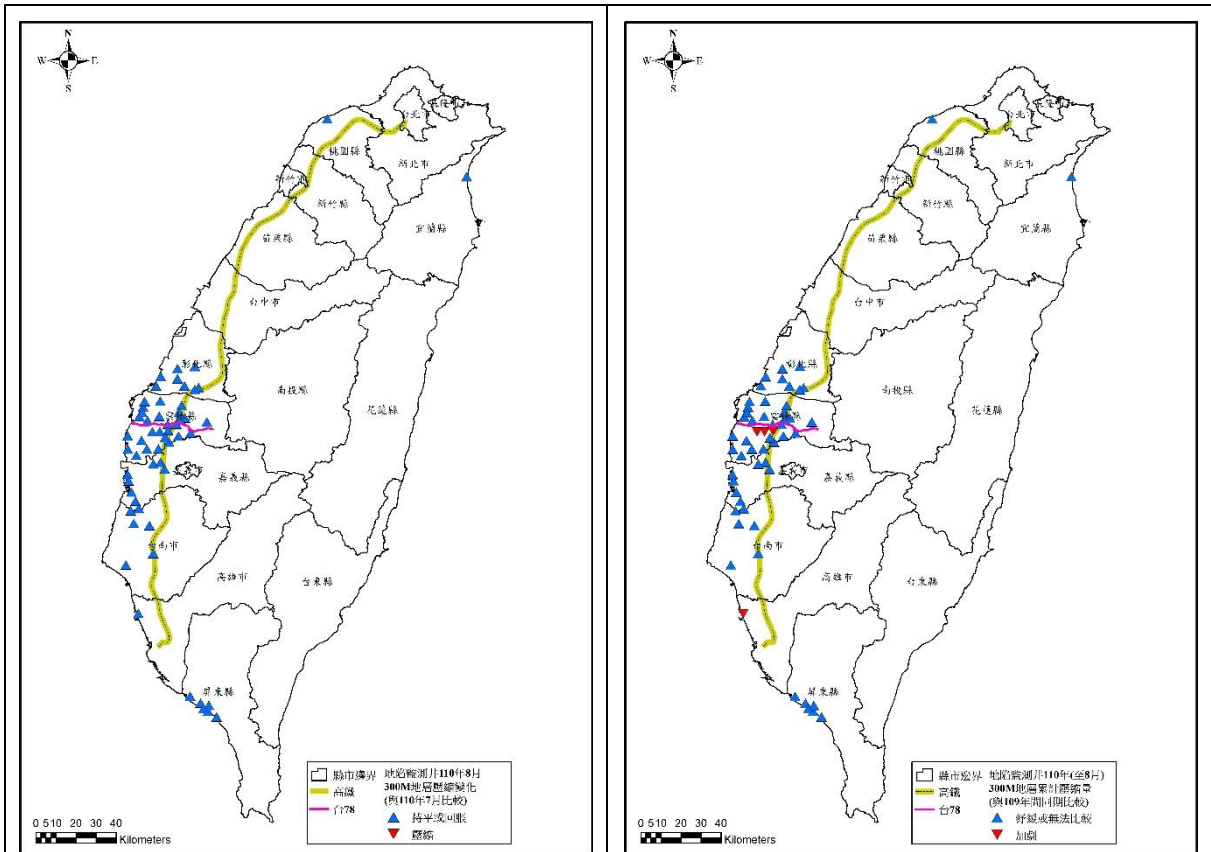 N
W E
S
台北市
桃園縣
新北市
新竹市
新竹縣
宜蘭縣
苗栗縣
台中市
彰化縣
南投縣
花蓮縣
雲林縣
嘉義縣
台南市
高雄市
台東縣
屏東縣
縣市邊界
高鐵
台78
地陷監測井110年8月
300M地層壓縮變化
(與110年7月比較)
持平或回脹
壓縮
0 5 10 20 30 40
Kilometers
N
W E
S
台北市
桃園縣
新北市
新竹市
新竹縣
宜蘭縣
苗栗縣
台中市
彰化縣
南投縣
花蓮縣
雲林縣
嘉義縣
台南市
高雄市
台東縣
屏東縣
縣市邊界
高鐵
台78
地陷監測井110年(至8月)
300M地層累計壓縮量
(與109年間同期比較)
紓緩或無法比較
加劇
0 5 10 20 30 40
Kilometers